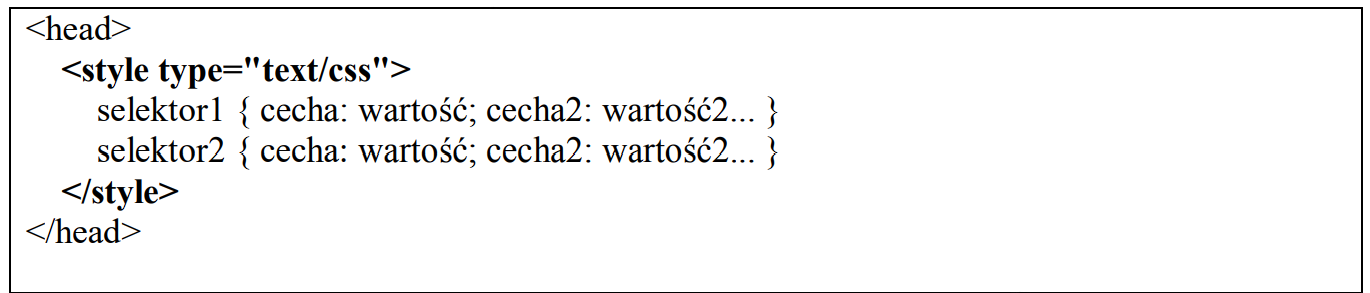 <head>
<style type="text/css">
selektor1 { cecha: wartość; cecha2: wartość2... }
selektor2 { cecha: wartość; cecha2: wartość2... }
</style>
</head>